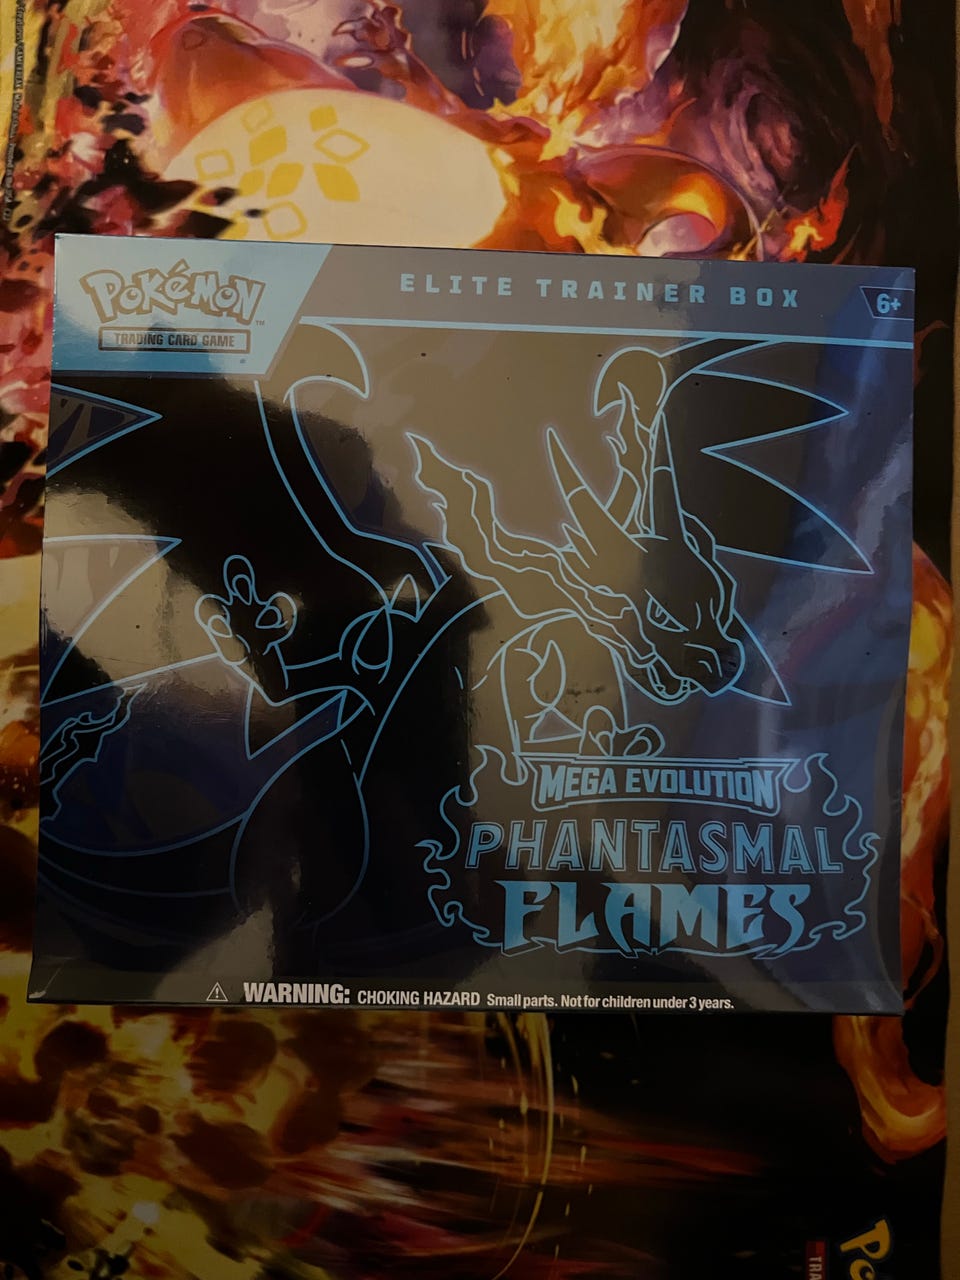 POKéMON™
TRADING CARD GAME
ELITE TRAINER BOX
6+
MEGA EVOLUTION
PHANTASMAL
FLAMES
⚠ WARNING: CHOKING HAZARD Small parts. Not for children under 3 years.